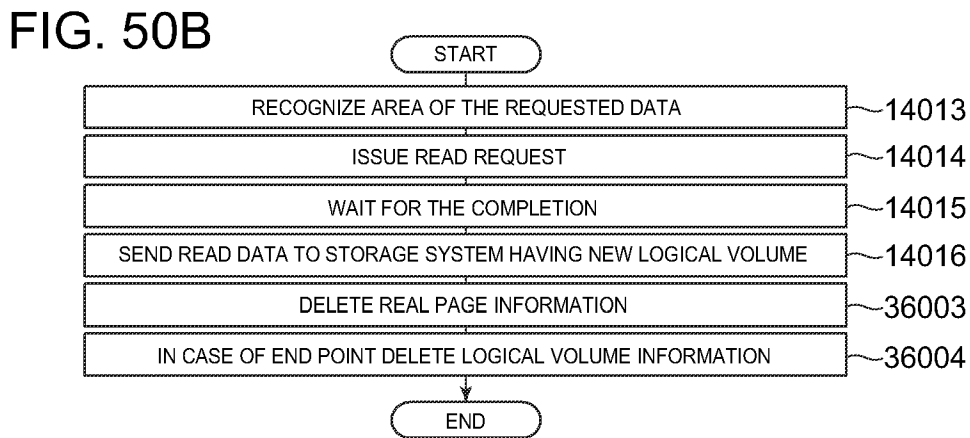 FIG. 50B
START
RECOGNIZE AREA OF THE REQUESTED DATA 14013
ISSUE READ REQUEST 14014
WAIT FOR THE COMPLETION 14015
SEND READ DATA TO STORAGE SYSTEM HAVING NEW LOGICAL VOLUME 14016
DELETE REAL PAGE INFORMATION 36003
IN CASE OF END POINT DELETE LOGICAL VOLUME INFORMATION 36004
END